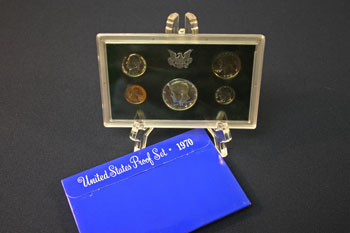 United States Proof Set • 1970